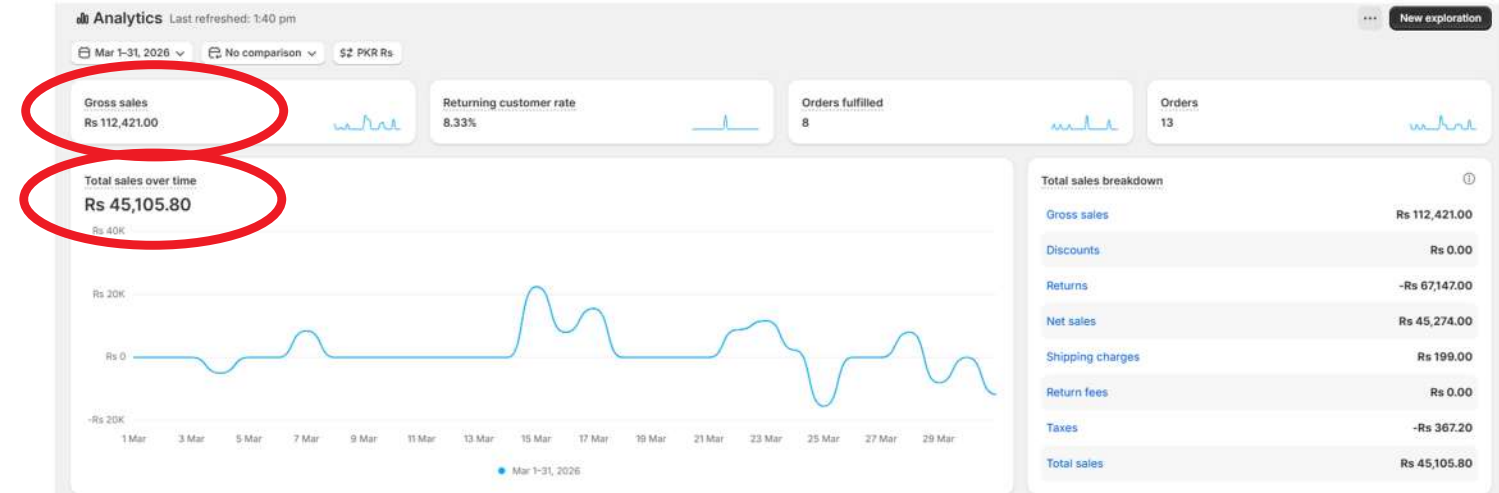 Analytics Last refreshed: 1:40 pm
... New exploration
Mar 1–31, 2026 No comparison $⇄ PKR Rs
Gross sales
Rs 112,421.00
Returning customer rate
8.33%
Orders fulfilled
8
Orders
13
Total sales over time
Rs 45,105.80
Rs 40K
Rs 20K
Rs 0
-Rs 20K
1 Mar 3 Mar 5 Mar 7 Mar 9 Mar 11 Mar 13 Mar 15 Mar 17 Mar 19 Mar 21 Mar 23 Mar 25 Mar 27 Mar 29 Mar
Mar 1–31, 2026
Total sales breakdown
Gross sales Rs 112,421.00
Discounts Rs 0.00
Returns -Rs 67,147.00
Net sales Rs 45,274.00
Shipping charges Rs 199.00
Return fees Rs 0.00
Taxes -Rs 367.20
Total sales Rs 45,105.80